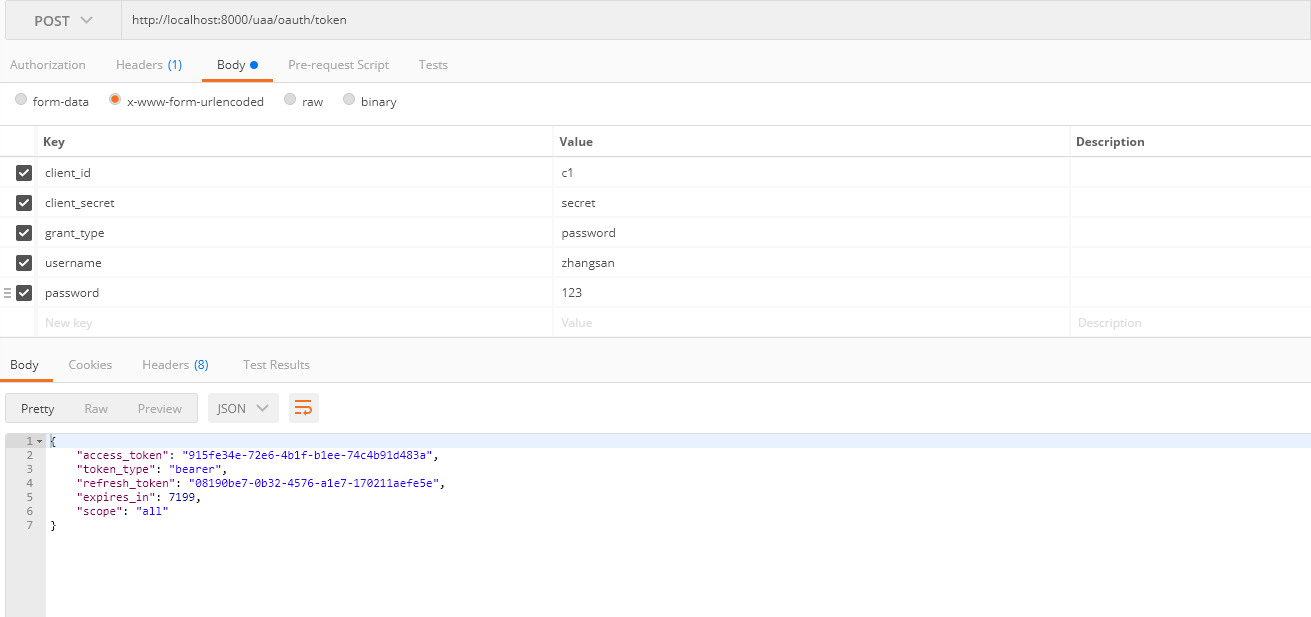 POST http://localhost:8000/uaa/oauth/token
Authorization Headers (1) Body Pre-request Script Tests
form-data x-www-form-urlencoded raw binary
Key Value Description
client_id c1
client_secret secret
grant_type password
username zhangsan
password 123
New key Value Description
Body Cookies Headers (8) Test Results
Pretty Raw Preview JSON
1 {
2 "access_token": "915fe34e-72e6-4b1f-b1ee-74c4b91d483a",
3 "token_type": "bearer",
4 "refresh_token": "08190be7-0b32-4576-a1e7-170211aefe5e",
5 "expires_in": 7199,
6 "scope": "all"
7 }